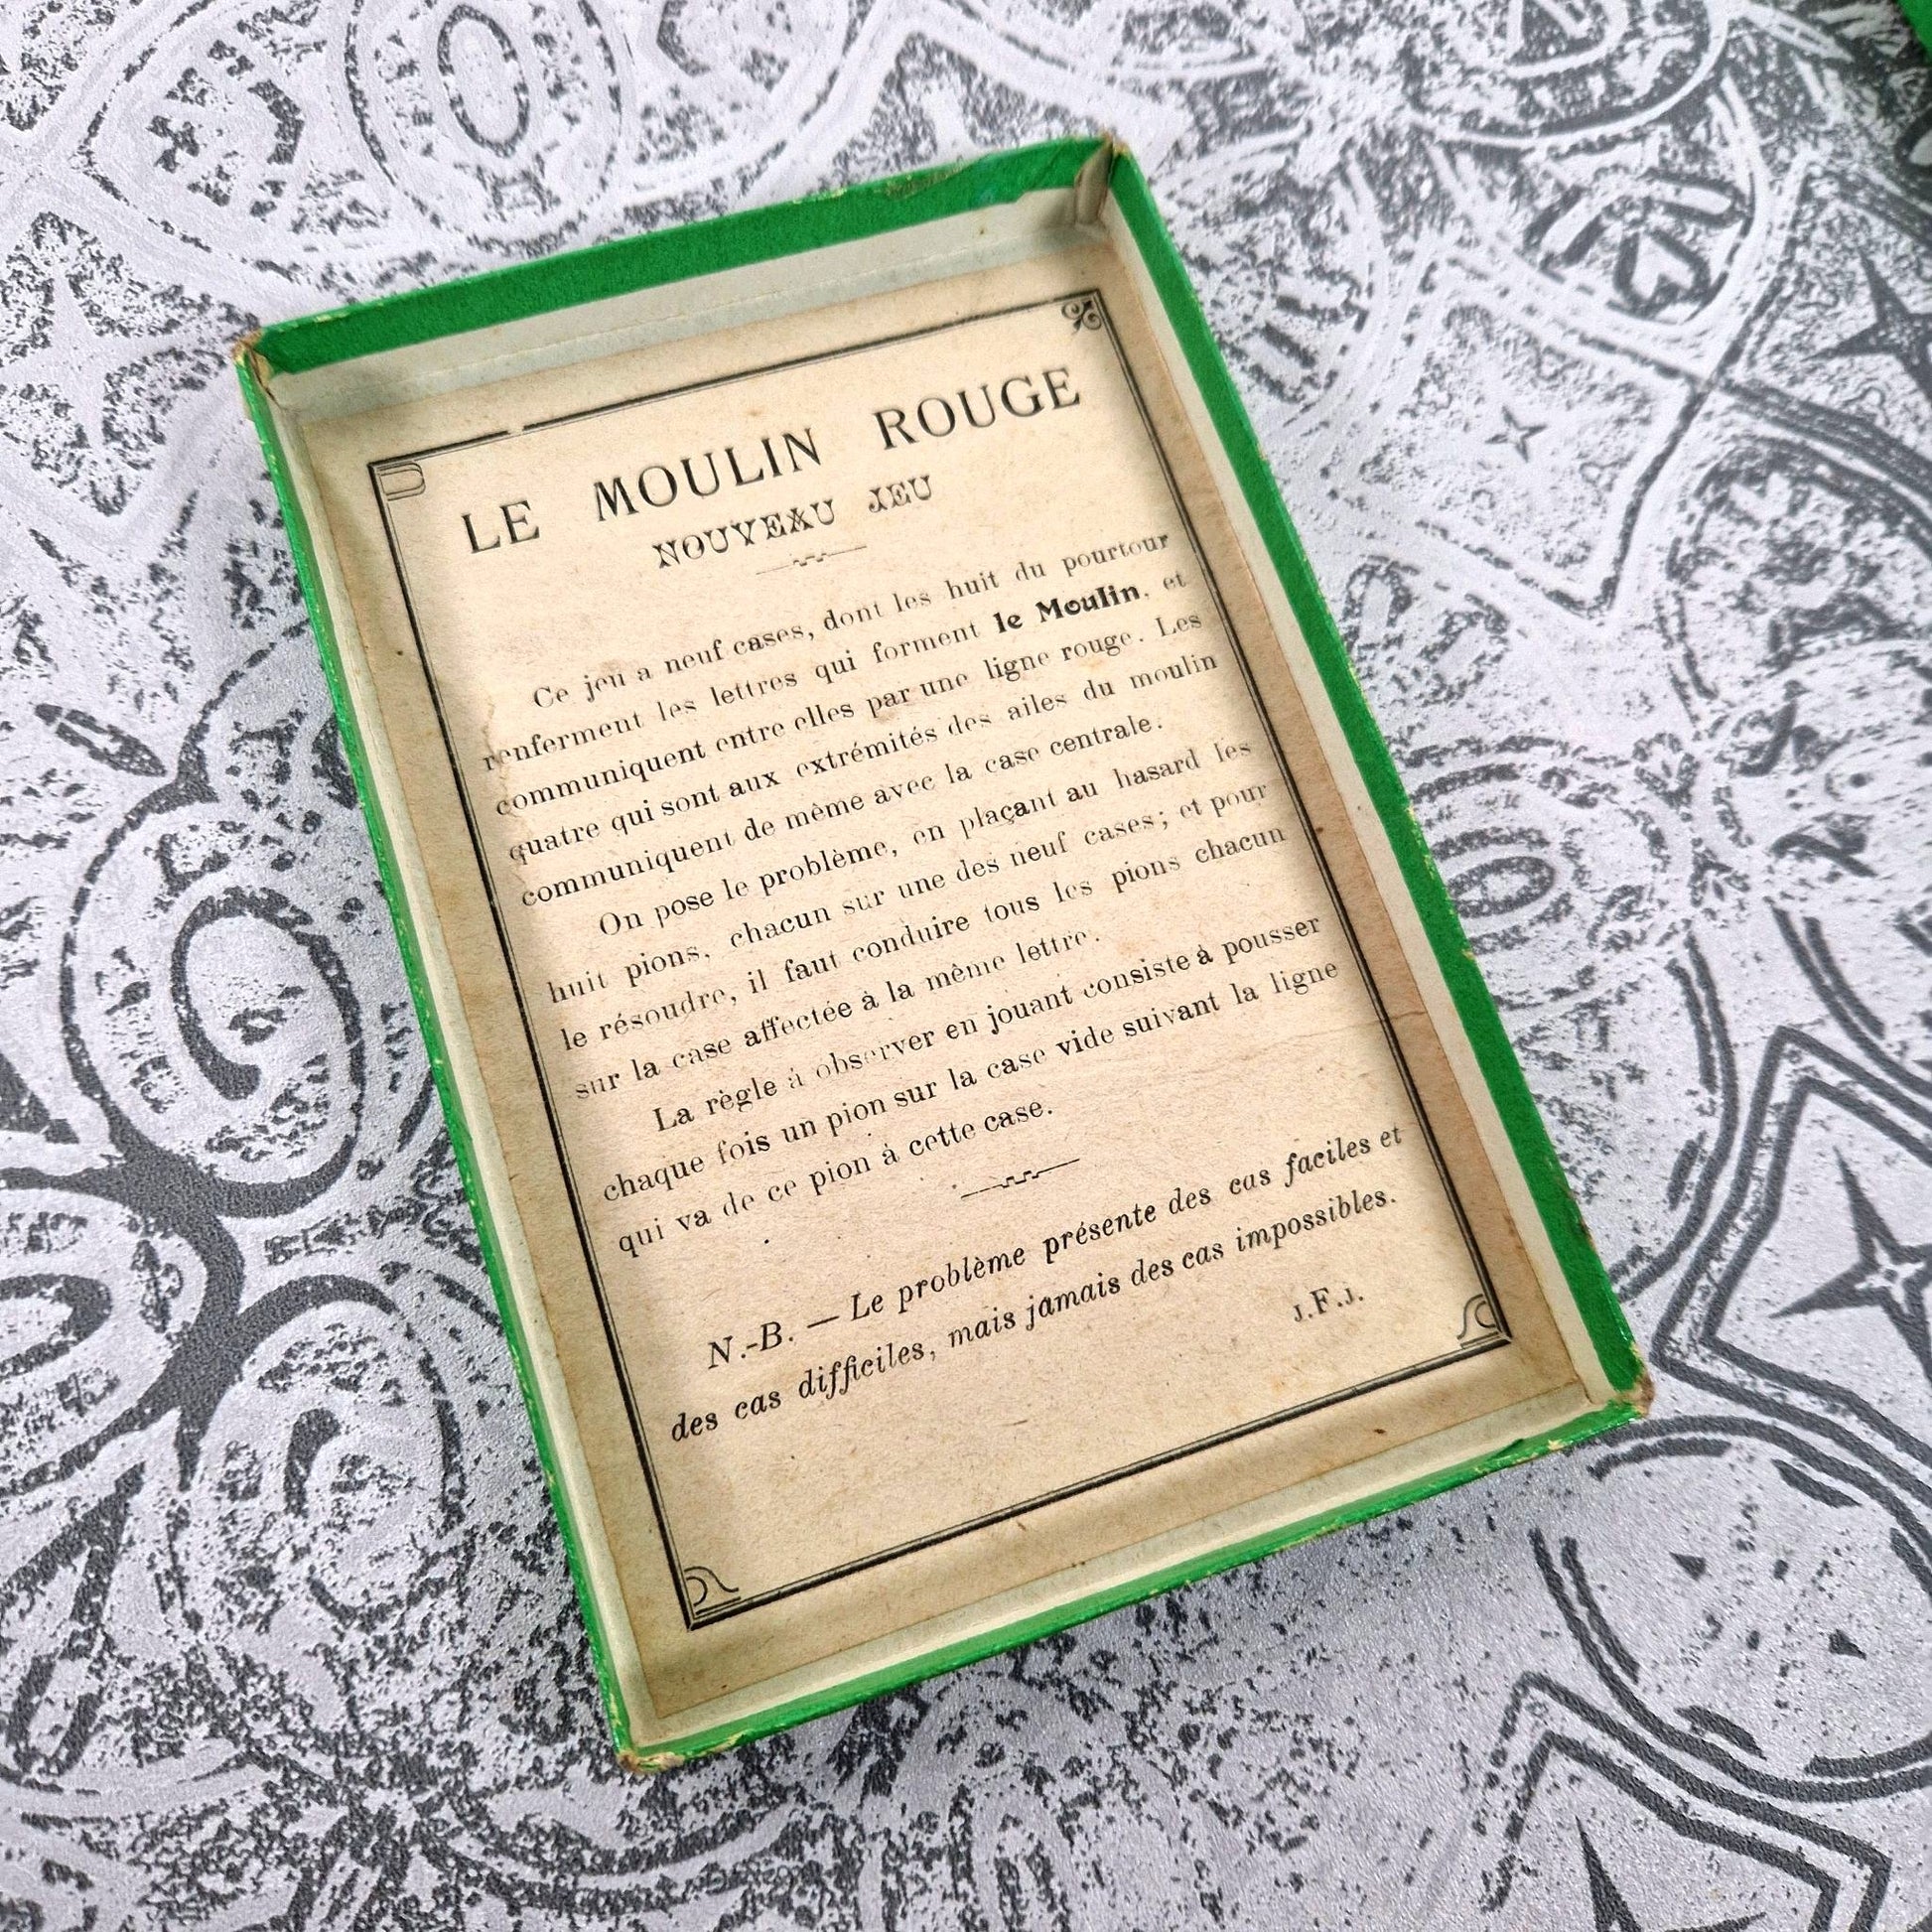 LE MOULIN ROUGE
NOUVEAU JEU
Ce jeu a neuf cases, dont les huit du pourtour
renferment les lettres qui forment le Moulin, et
communiquent entre elles par une ligne rouge. Les
quatre qui sont aux extrémités des ailes du moulin
communiquent de même avec la case centrale.
On pose le problème, en plaçant au hasard les
huit pions, chacun sur une des neuf cases; et pour
le résoudre, il faut conduire tous les pions chacun
sur la case affectée à la même lettre.
La règle à observer en jouant consiste à pousser
chaque fois un pion sur la case vide suivant la ligne
qui va de ce pion à cette case.
N.-B. — Le problème présente des cas faciles et
des cas difficiles, mais jamais des cas impossibles.
J.F.J.